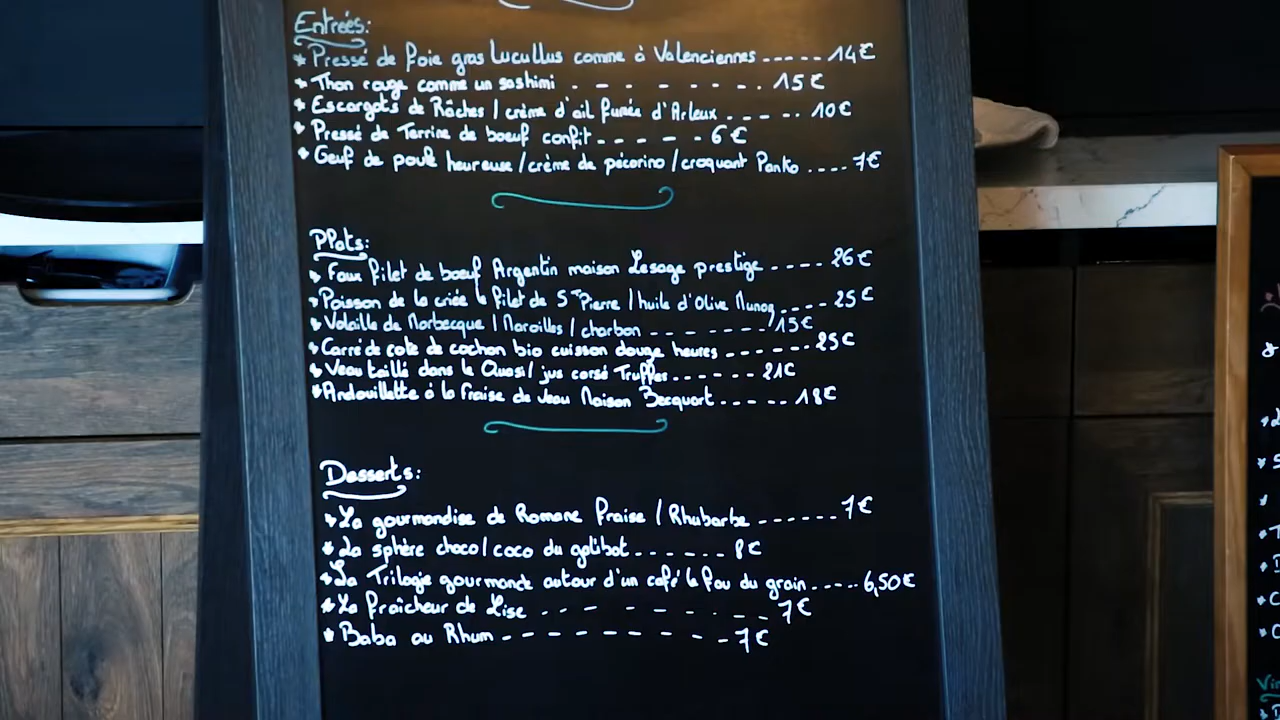 Entrées:
* Pressé de foie gras Lucullus comme à Valenciennes ----- 14€
* Thon rouge comme un sashimi . - - - - - . . 15€
* Escargots de Râches / crème d'ail fumée d'Arleux . . - - .. 10€
* Pressé de Terrine de boeuf confit - - - - - 6€
* Oeuf de poule heureuse / crème de pécorino / croquant Panko .... 7€
Plats:
* Faux filet de boeuf Argentin maison Lesage prestige ---- 26€
* Poisson de la criée le filet de St Pierre / huile d'Olive Nunoz ---- 25€
* Volaille de Morbecque / Maroilles / charbon - - - - - - - 15€
* Carré de cote de cochon bio cuisson douze heures ------ 25€
* Veau taillé dans le Quasi / jus corsé Truffes ------ 21€
* Andouillette à la Fraise de Veau Maison Becquart ----- 18€
Desserts:
* La gourmandise de Romane Fraise / Rhubarbe ------ 7€
* La sphère choco / coco du galibot ------ 8€
* La Trilogie gourmande autour d'un café le fou du grain ---- 6,50€
* La fraîcheur de Lise - - - - - - - - 7€
* Baba au Rhum - - - - - - - - - 7€